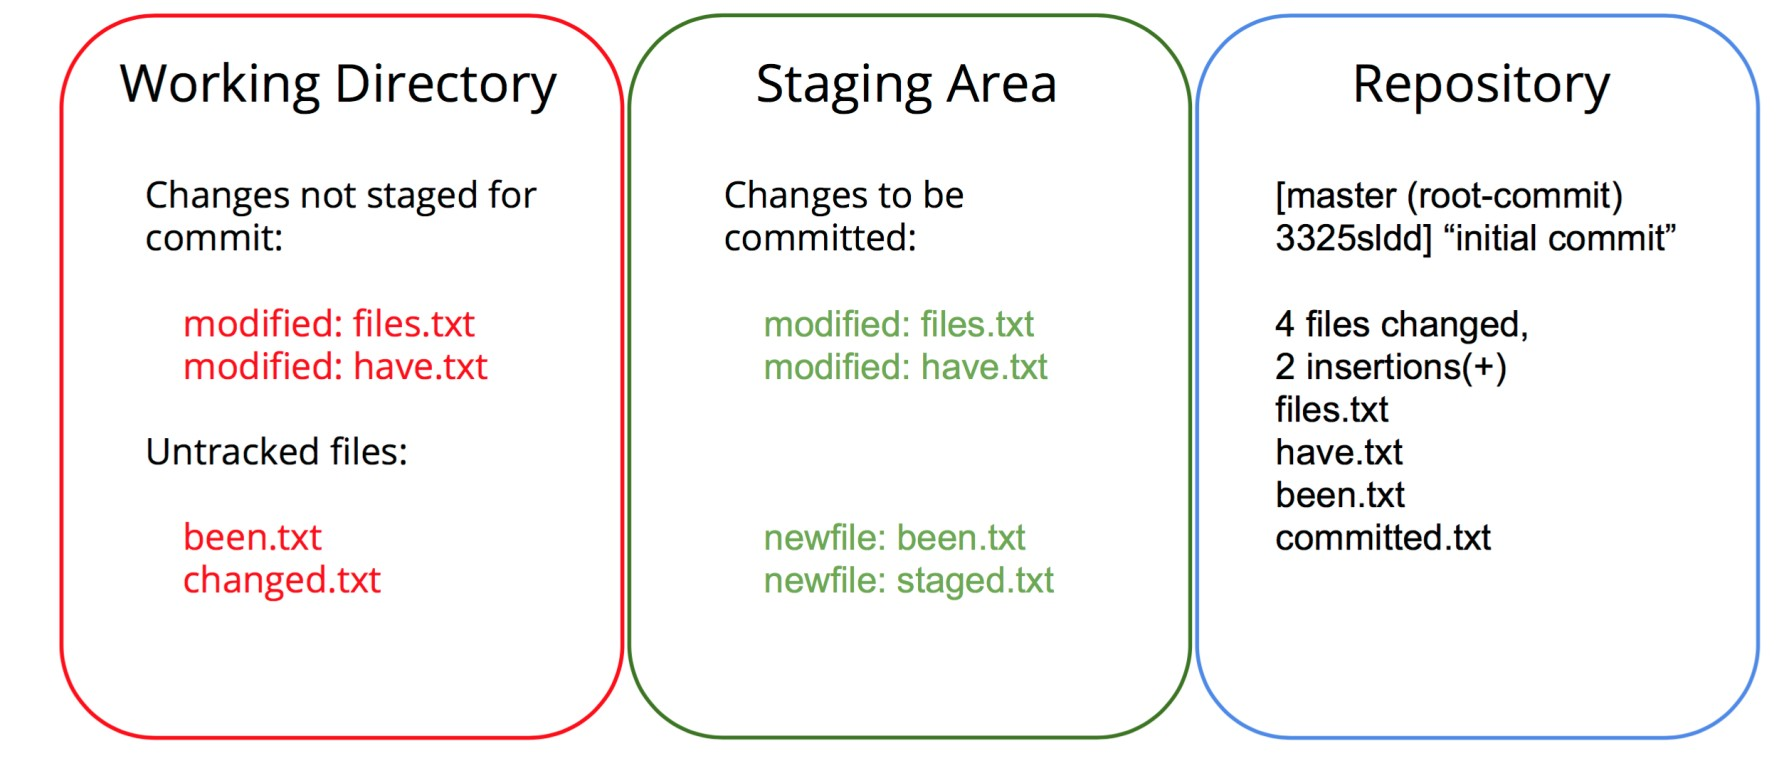 Working Directory
Changes not staged for
commit:
modified: files.txt
modified: have.txt
Untracked files:
been.txt
changed.txt
Staging Area
Changes to be
committed:
modified: files.txt
modified: have.txt
newfile: been.txt
newfile: staged.txt
Repository
[master (root-commit)
3325sldd] “initial commit”
4 files changed,
2 insertions(+)
files.txt
have.txt
been.txt
committed.txt